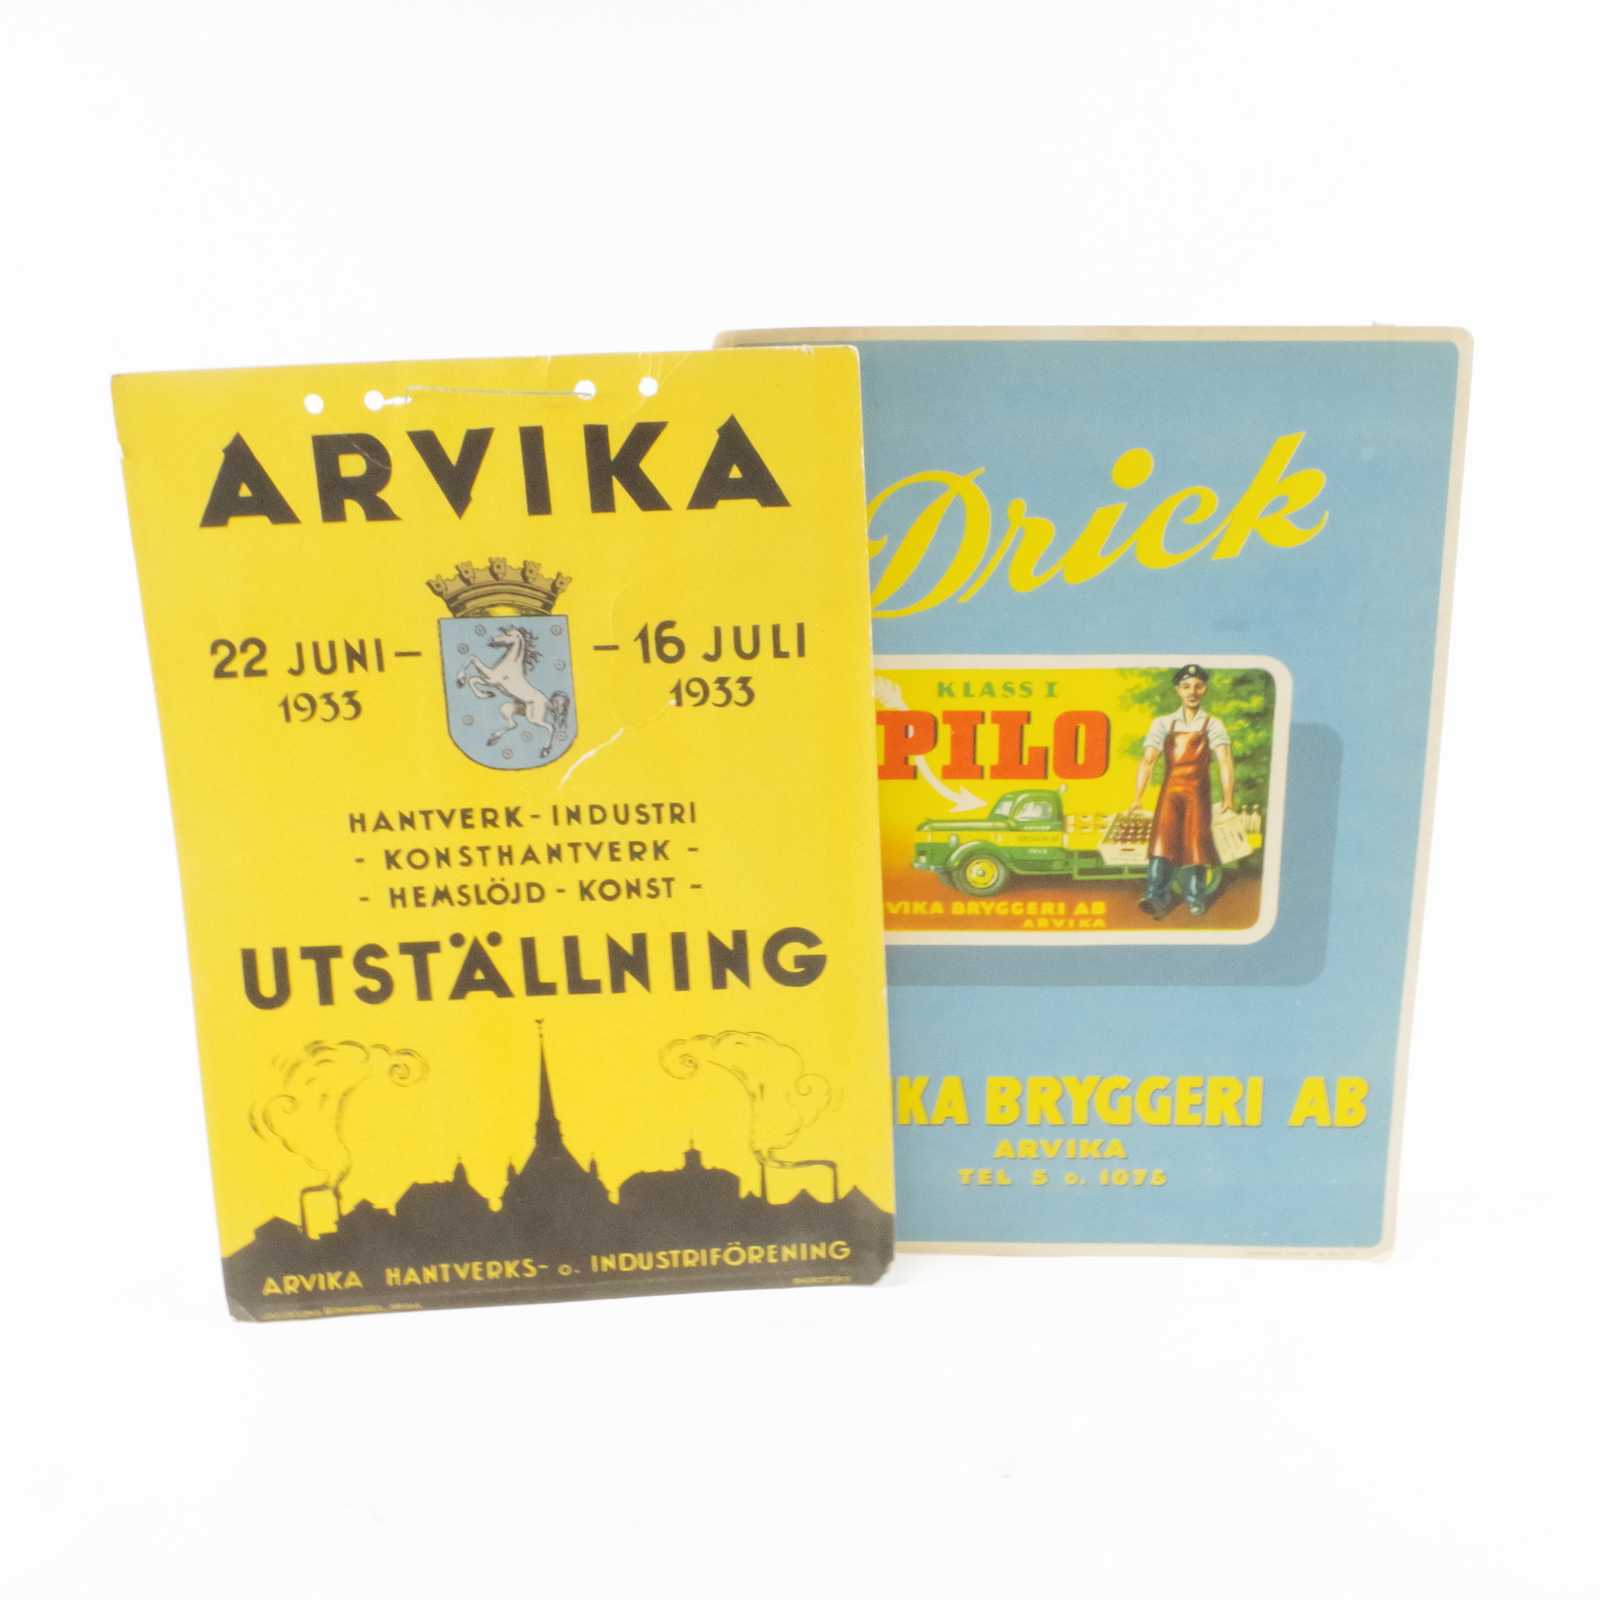 ARVIKA
22 JUNI – – 16 JULI
1933 1933
HANTVERK - INDUSTRI
- KONSTHANTVERK -
- HEMSLÖJD - KONST -
UTSTÄLLNING
ARVIKA HANTVERKS- o. INDUSTRIFÖRENING
Drick
KLASS I
PILO
VIKA BRYGGERI AB
ARVIKA
KA BRYGGERI AB
ARVIKA
TEL 5 o. 1075